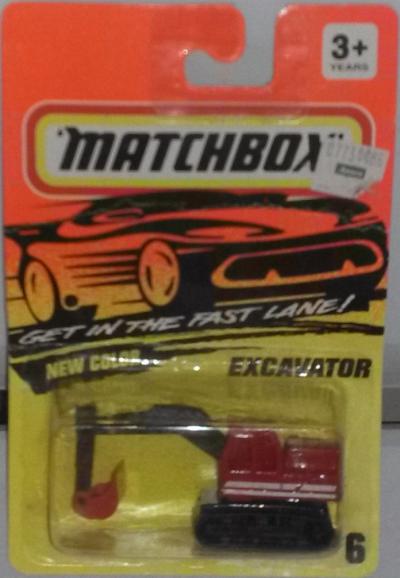 3+
YEARS
'MATCHBOX'
GET IN THE FAST LANE!
NEW COLOR
EXCAVATOR
6